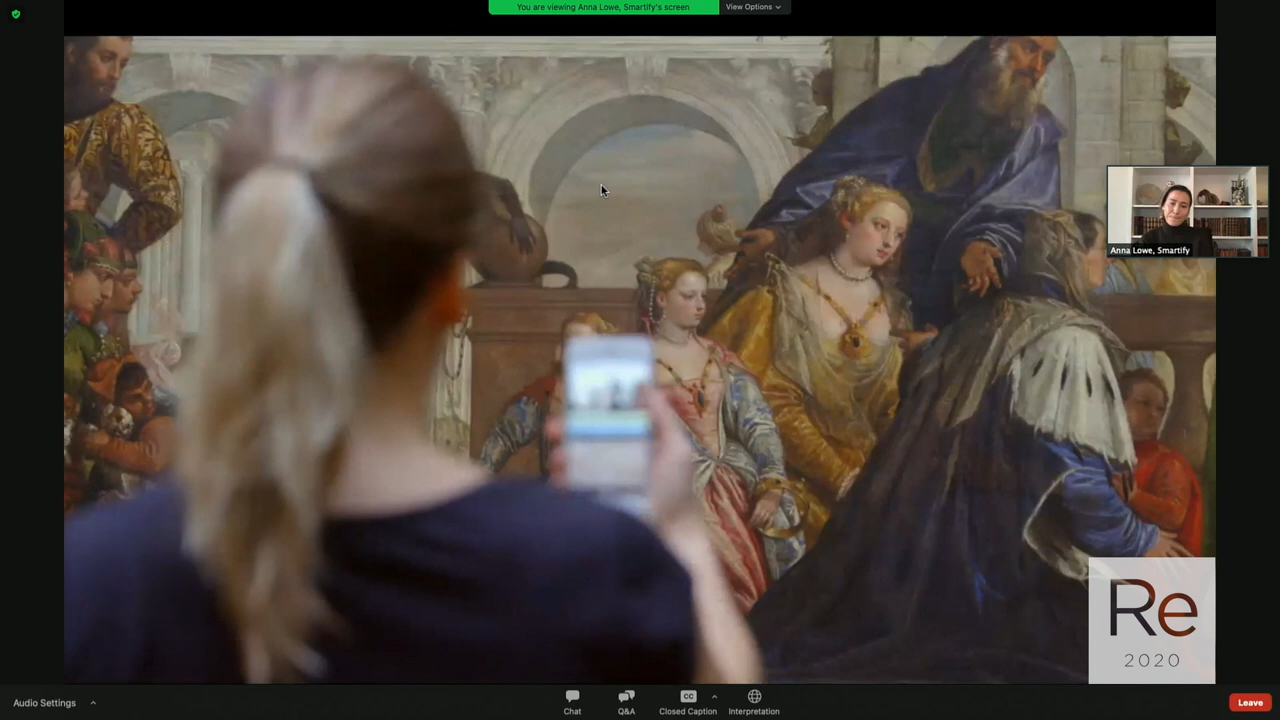 You are viewing Anna Lowe, Smartify's screen
View Options
Anna Lowe, Smartify
Re
2020
Audio Settings
Chat
Q&A
CC
Closed Caption
Interpretation
Leave